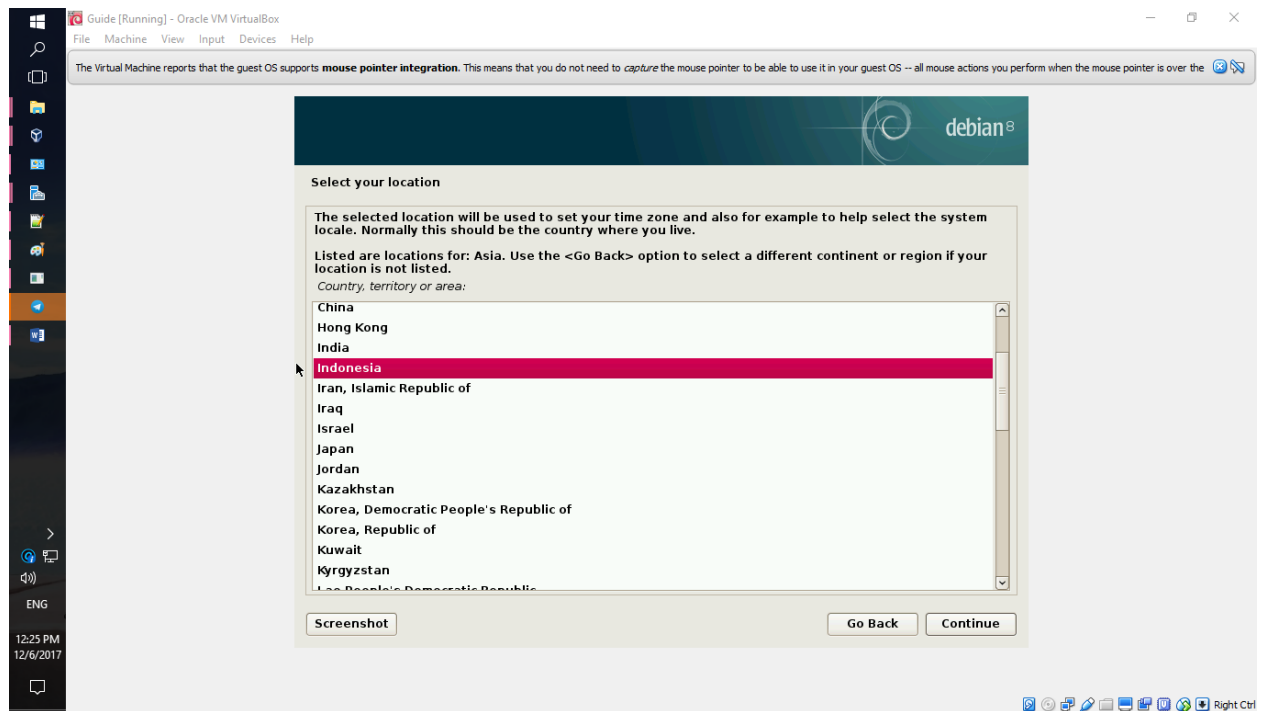 Guide [Running] - Oracle VM VirtualBox
File Machine View Input Devices Help
The Virtual Machine reports that the guest OS supports mouse pointer integration. This means that you do not need to capture the mouse pointer to be able to use it in your guest OS -- all mouse actions you perform when the mouse pointer is over the
debian 8
Select your location
The selected location will be used to set your time zone and also for example to help select the system
locale. Normally this should be the country where you live.
Listed are locations for: Asia. Use the <Go Back> option to select a different continent or region if your
location is not listed.
Country, territory or area:
China
Hong Kong
India
Indonesia
Iran, Islamic Republic of
Iraq
Israel
Japan
Jordan
Kazakhstan
Korea, Democratic People's Republic of
Korea, Republic of
Kuwait
Kyrgyzstan
Lao People's Democratic Republic
Screenshot
Go Back
Continue
ENG
12:25 PM
12/6/2017
Right Ctrl